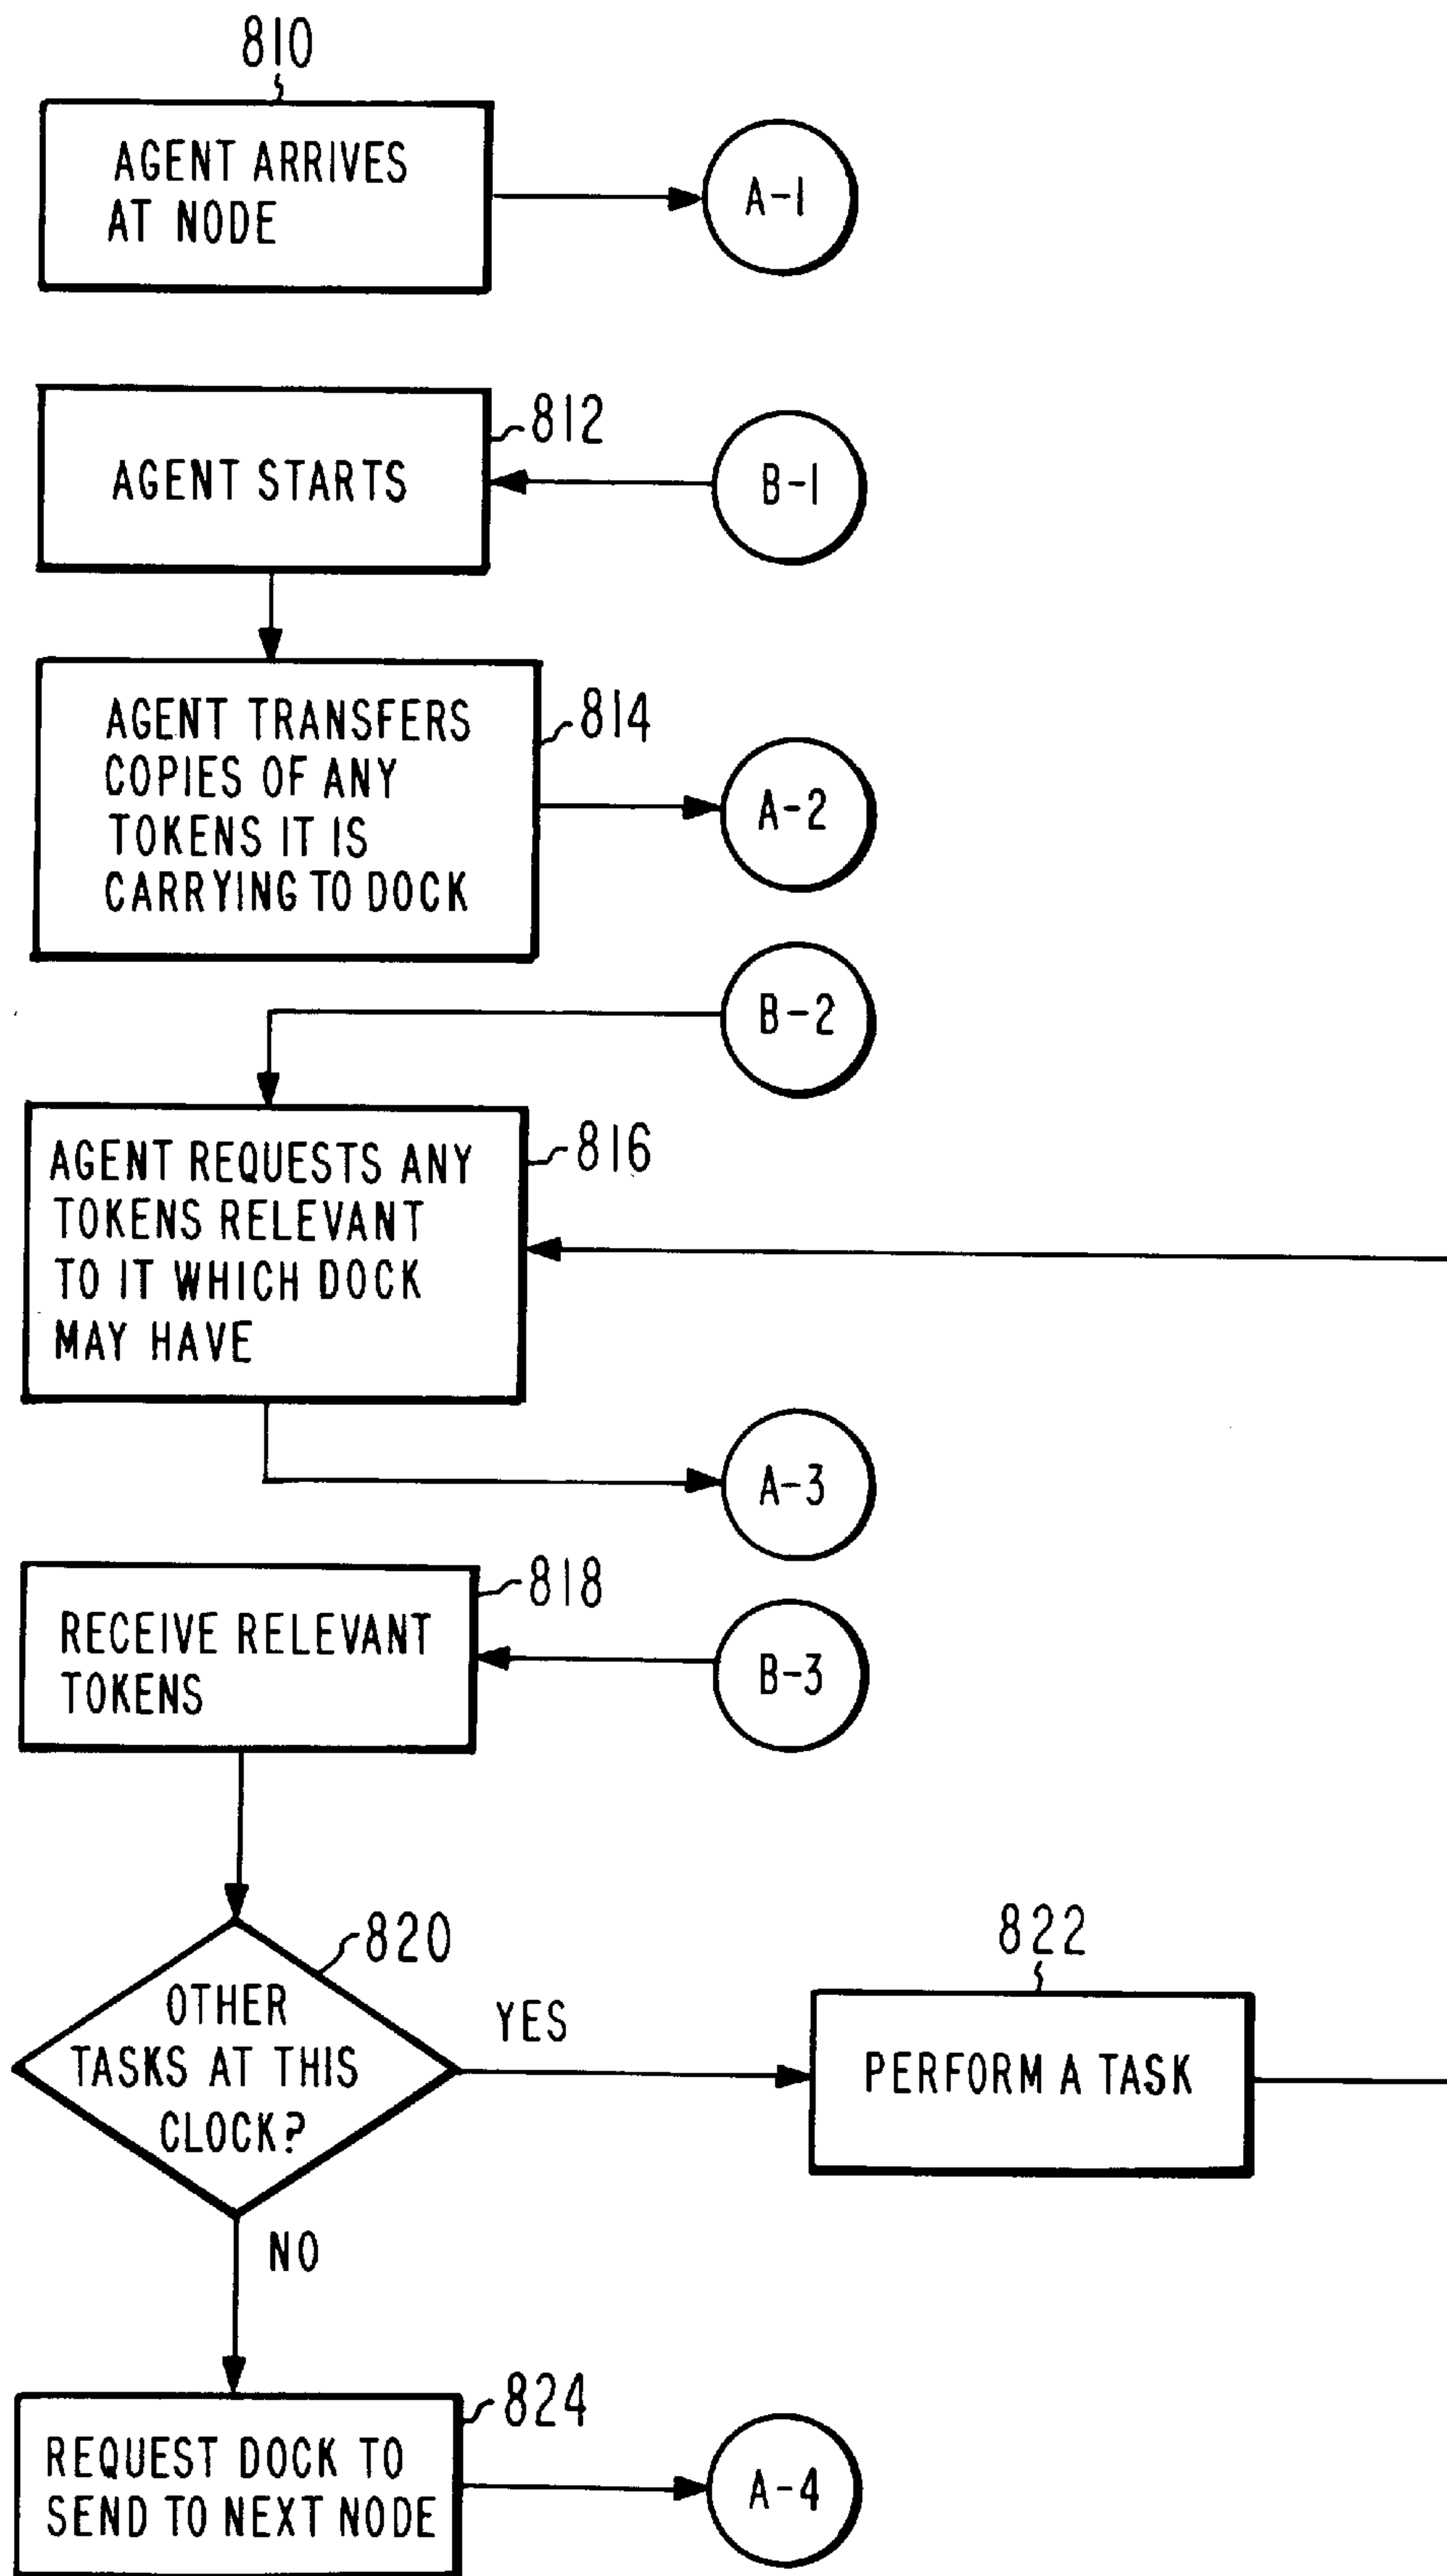 810
AGENT ARRIVES
AT NODE
A-1
812
AGENT STARTS
B-1
814
AGENT TRANSFERS
COPIES OF ANY
TOKENS IT IS
CARRYING TO DOCK
A-2
B-2
816
AGENT REQUESTS ANY
TOKENS RELEVANT
TO IT WHICH DOCK
MAY HAVE
A-3
818
RECEIVE RELEVANT
TOKENS
B-3
820
OTHER
TASKS AT THIS
CLOCK?
YES
822
PERFORM A TASK
NO
824
REQUEST DOCK TO
SEND TO NEXT NODE
A-4